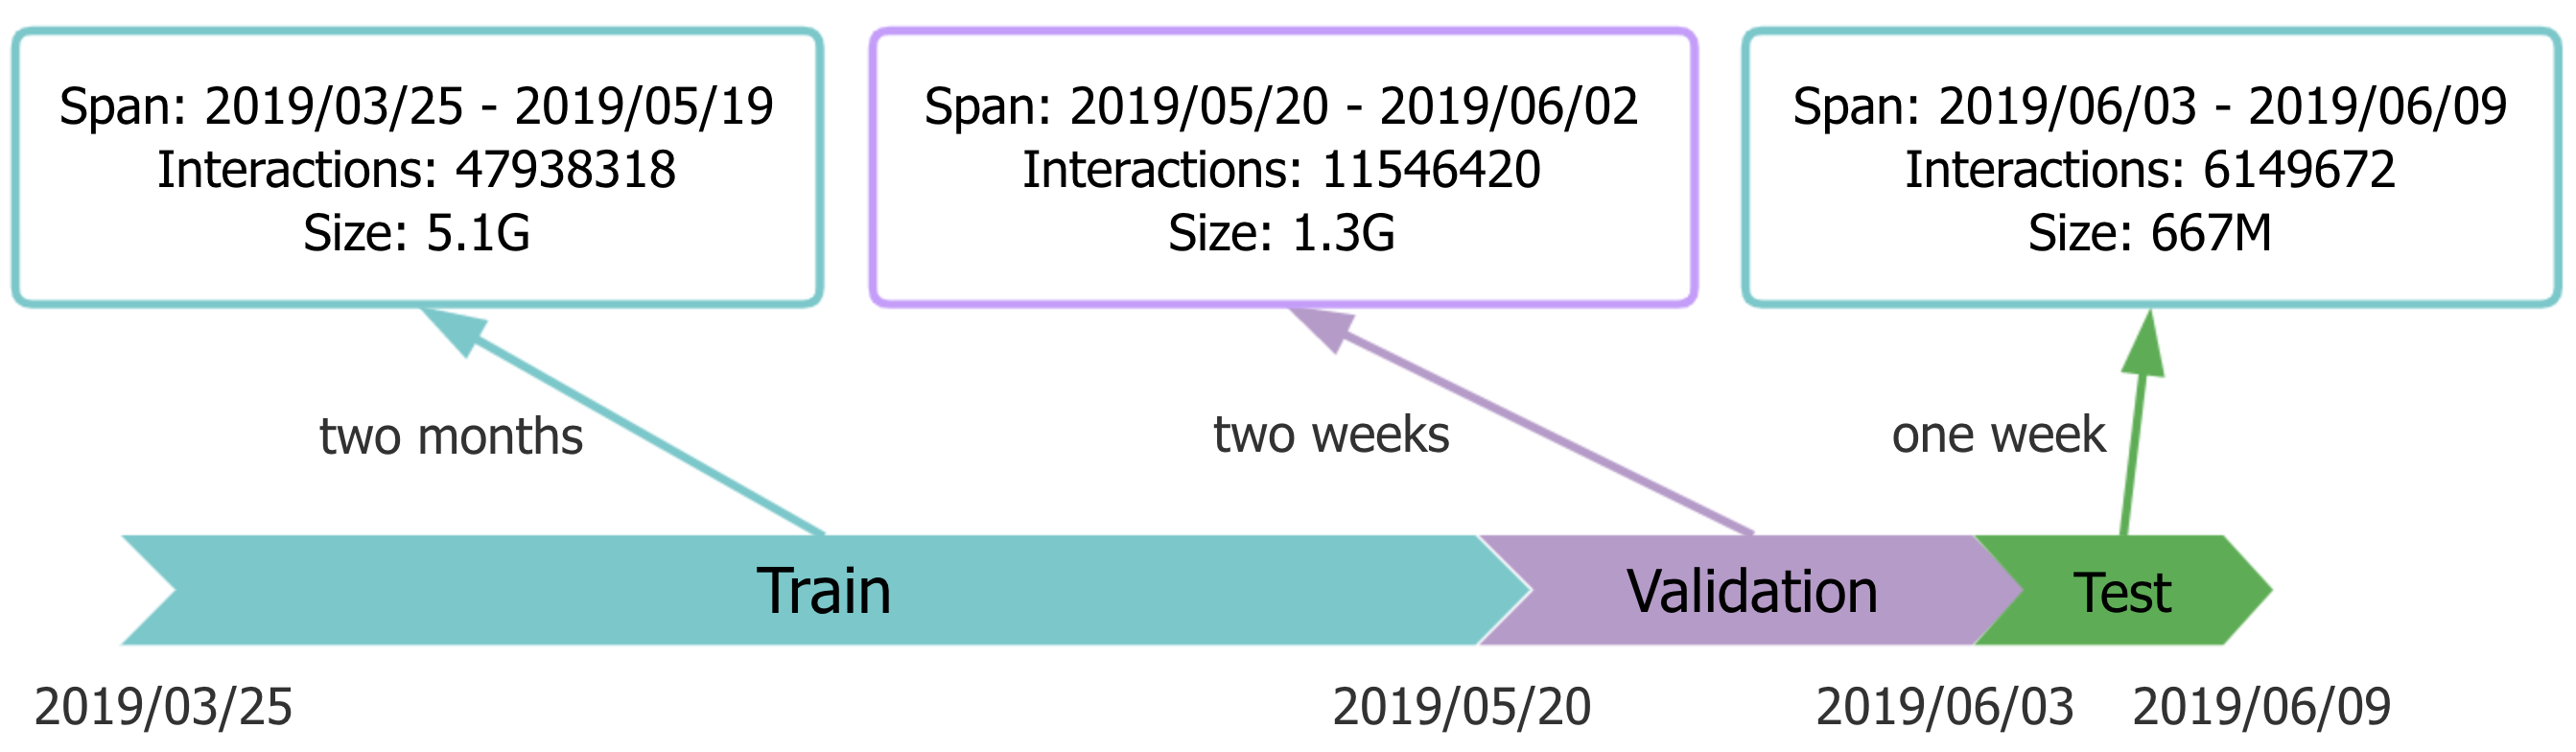 Span: 2019/03/25 - 2019/05/19
Interactions: 47938318
Size: 5.1G
Span: 2019/05/20 - 2019/06/02
Interactions: 11546420
Size: 1.3G
Span: 2019/06/03 - 2019/06/09
Interactions: 6149672
Size: 667M
two months
two weeks
one week
Train
Validation
Test
2019/03/25
2019/05/20
2019/06/03
2019/06/09